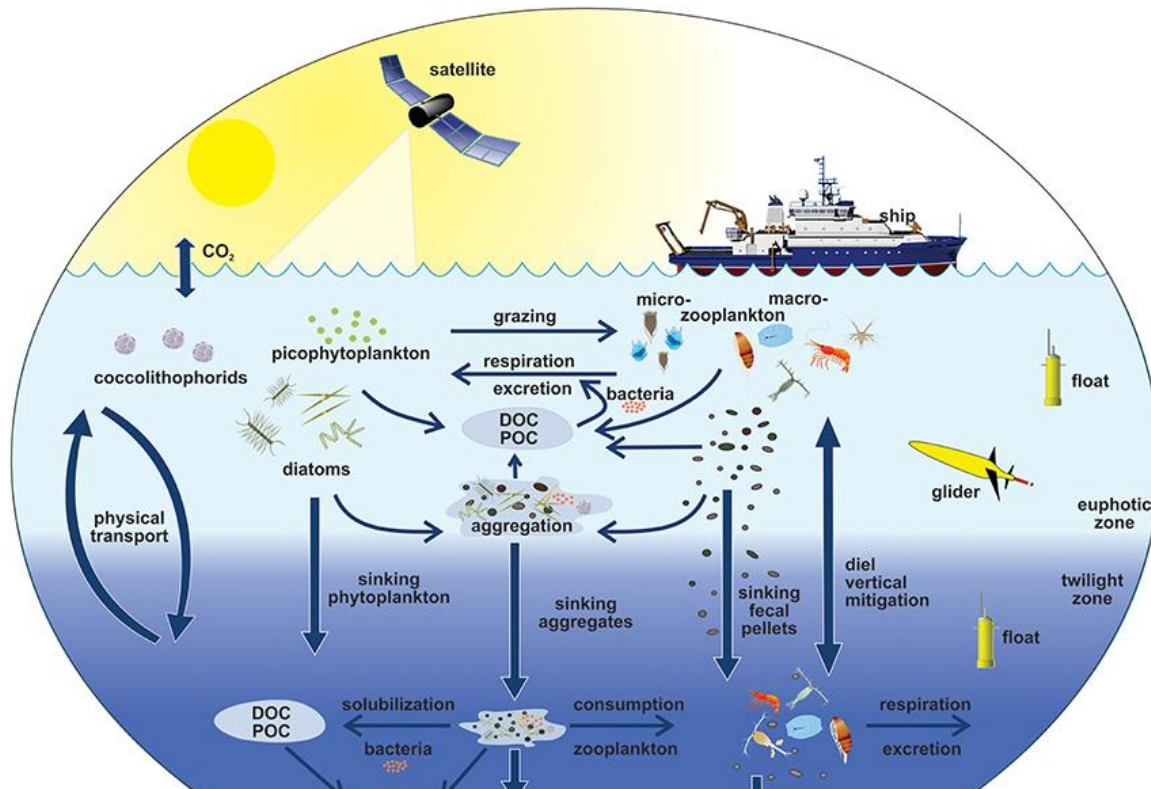 satellite
ship
CO2
micro-
macro-
zooplankton
grazing
picophytoplankton
respiration
excretion
bacteria
coccolithophorids
float
DOC
POC
diatoms
glider
aggregation
euphotic
zone
physical
transport
sinking
phytoplankton
sinking
aggregates
sinking
fecal
pellets
diel
vertical
mitigation
twilight
zone
float
DOC
POC
solubilization
bacteria
consumption
zooplankton
respiration
excretion